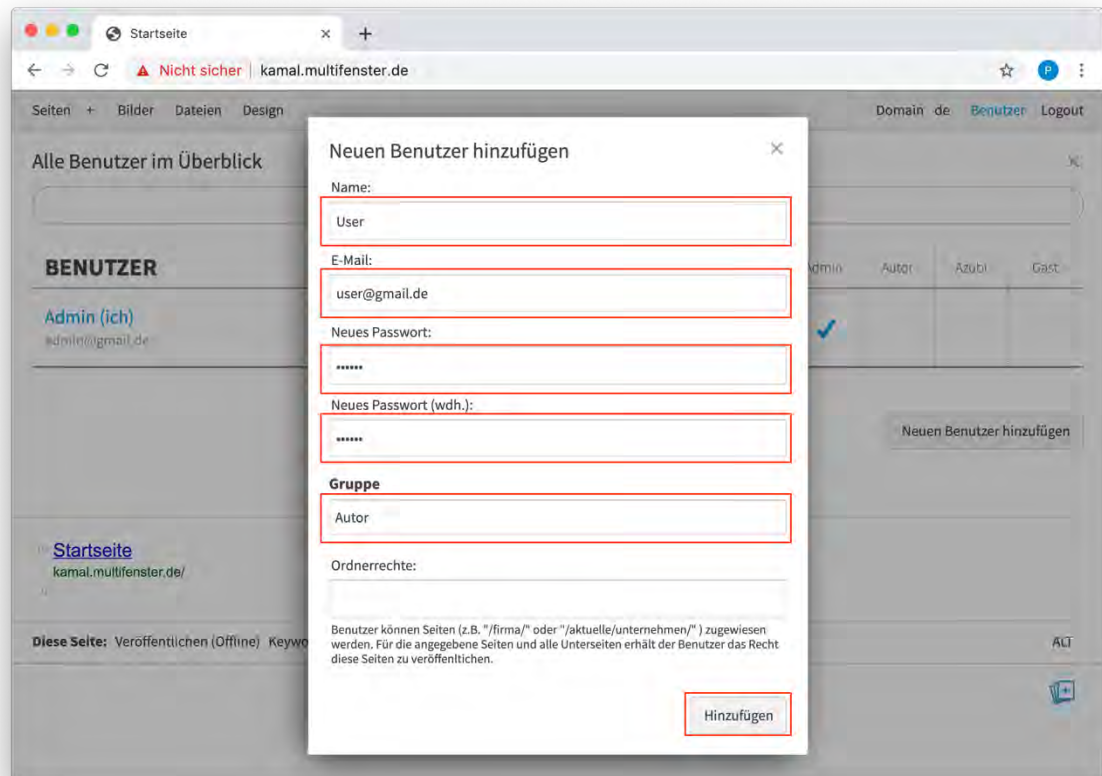 Startseite
Nicht sicher kamal.multifenster.de
P
Seiten + Bilder Dateien Design
Domain de Benutzer Logout
Alle Benutzer im Überblick
BENUTZER
Autor Azubi Gast
Admin (ich)
admin@gmail.de
Neuen Benutzer hinzufügen
Startseite
kamal.multifenster.de/
Diese Seite: Veröffentlichen (Offline)
ALT
Neuen Benutzer hinzufügen
Name:
User
E-Mail:
user@gmail.de
Neues Passwort:
••••••
Neues Passwort (wdh.):
••••••
Gruppe
Autor
Ordnerrechte:
Benutzer können Seiten (z.B. "/firma/" oder "/aktuelle/unternehmen/" ) zugewiesen
werden. Für die angegebene Seiten und alle Unterseiten erhält der Benutzer das Recht
diese Seiten zu veröffenltichen.
Hinzufügen